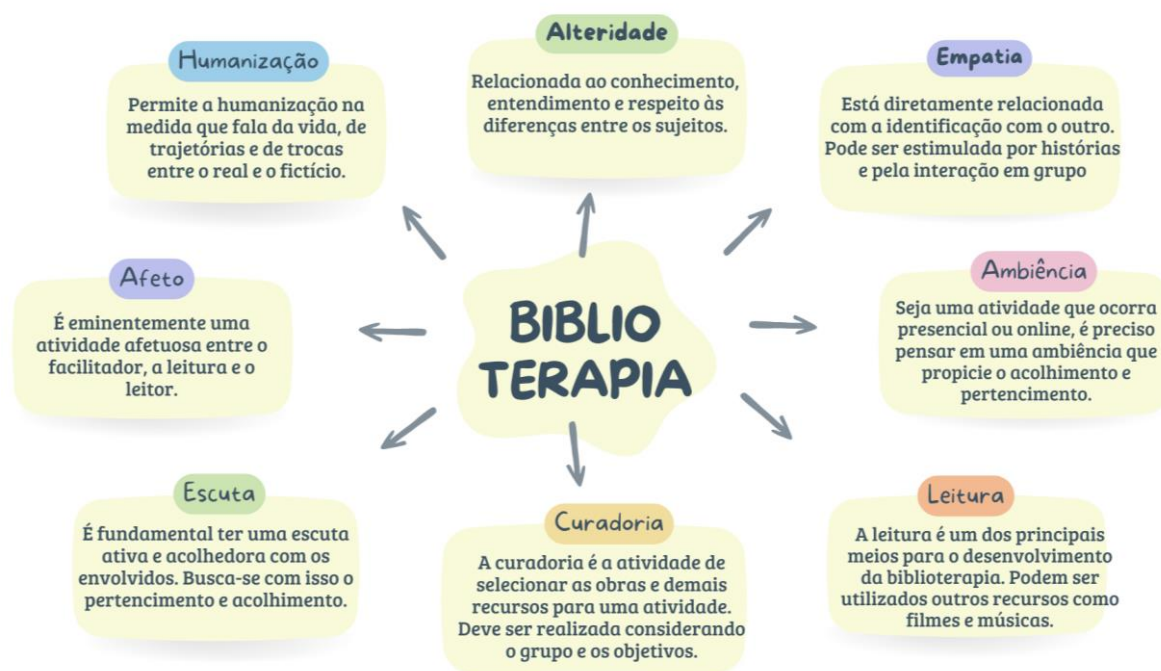 Humanização
Permite a humanização na
medida que fala da vida, de
trajetórias e de trocas
entre o real e o fictício.
Alteridade
Relacionada ao conhecimento,
entendimento e respeito às
diferenças entre os sujeitos.
Empatia
Está diretamente relacionada
com a identificação com o outro.
Pode ser estimulada por histórias
e pela interação em grupo
Afeto
É eminentemente uma
atividade afetuosa entre o
facilitador, a leitura e o
leitor.
BIBLIO
TERAPIA
Ambiência
Seja uma atividade que ocorra
presencial ou online, é preciso
pensar em uma ambiência que
propicie o acolhimento e
pertencimento.
Escuta
É fundamental ter uma escuta
ativa e acolhedora com os
envolvidos. Busca-se com isso o
pertencimento e acolhimento.
Curadoria
A curadoria é a atividade de
selecionar as obras e demais
recursos para uma atividade.
Deve ser realizada considerando
o grupo e os objetivos.
Leitura
A leitura é um dos principais
meios para o desenvolvimento
da biblioterapia. Podem ser
utilizados outros recursos como
filmes e músicas.